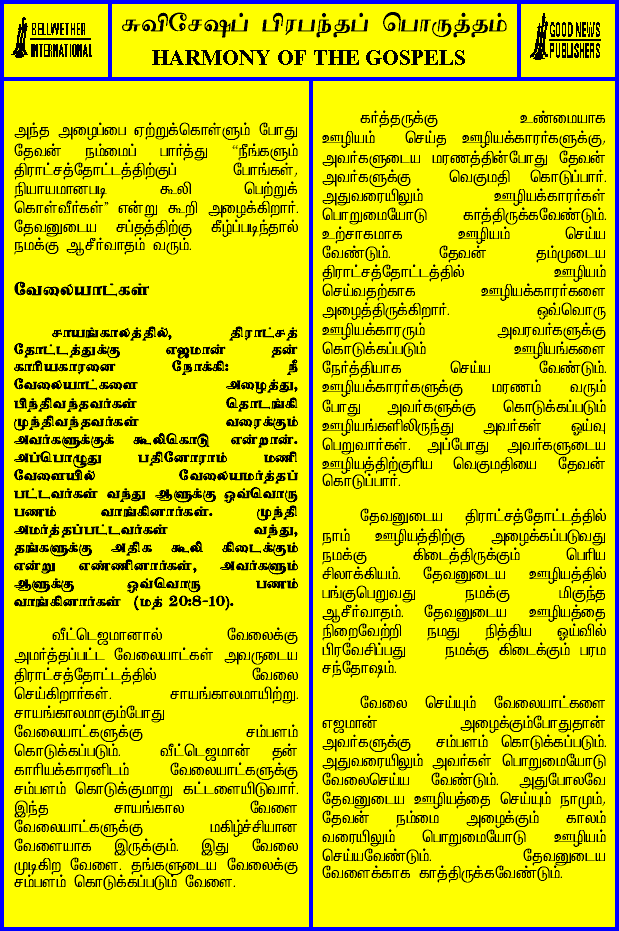 BELLWETHER
INTERNATIONAL
சுவிசேஷப் பிரபந்தப் பொருத்தம்
HARMONY OF THE GOSPELS
GOOD NEWS
PUBLISHERS
அந்த அழைப்பை ஏற்றுக்கொள்ளும் போது
தேவன் நம்மைப் பார்த்து “நீங்களும்
திராட்சத்தோட்டத்திற்குப் போங்கள்,
நியாயமானபடி கூலி பெற்றுக்
கொள்வீர்கள்” என்று கூறி அழைக்கிறார்.
தேவனுடைய சப்தத்திற்கு கீழ்ப்படிந்தால்
நமக்கு ஆசீர்வாதம் வரும்.
வேலையாட்கள்
சாயங்காலத்தில், திராட்சத்
தோட்டத்துக்கு எஜமான் தன்
காரியகாரனை நோக்கி: நீ
வேலையாட்களை அழைத்து,
பிந்திவந்தவர்கள் தொடங்கி
முந்திவந்தவர்கள் வரைக்கும்
அவர்களுக்குக் கூலிகொடு என்றான்.
அப்பொழுது பதினோராம் மணி
வேளையில் வேலையமர்த்தப்
பட்டவர்கள் வந்து ஆளுக்கு ஒவ்வொரு
பணம் வாங்கினார்கள். முந்தி
அமர்த்தப்பட்டவர்கள் வந்து,
தங்களுக்கு அதிக கூலி கிடைக்கும்
என்று எண்ணினார்கள், அவர்களும்
ஆளுக்கு ஒவ்வொரு பணம்
வாங்கினார்கள் (மத் 20:8-10).
வீட்டெஜமானால் வேலைக்கு
அமர்த்தப்பட்ட வேலையாட்கள் அவருடைய
திராட்சத்தோட்டத்தில் வேலை
செய்கிறார்கள். சாயங்காலமாயிற்று.
சாயங்காலமாகும்போது
வேலையாட்களுக்கு சம்பளம்
கொடுக்கப்படும். வீட்டெஜமான் தன்
காரியக்காரனிடம் வேலையாட்களுக்கு
சம்பளம் கொடுக்குமாறு கட்டளையிடுவார்.
இந்த சாயங்கால வேளை
வேலையாட்களுக்கு மகிழ்ச்சியான
வேளையாக இருக்கும். இது வேலை
முடிகிற வேளை. தங்களுடைய வேலைக்கு
சம்பளம் கொடுக்கப்படும் வேளை.
கர்த்தருக்கு உண்மையாக
ஊழியம் செய்த ஊழியக்காரர்களுக்கு,
அவர்களுடைய மரணத்தின்போது தேவன்
அவர்களுக்கு வெகுமதி கொடுப்பார்.
அதுவரையிலும் ஊழியக்காரர்கள்
பொறுமையோடு காத்திருக்கவேண்டும்.
உற்சாகமாக ஊழியம் செய்ய
வேண்டும். தேவன் தம்முடைய
திராட்சத்தோட்டத்தில் ஊழியம்
செய்வதற்காக ஊழியக்காரர்களை
அழைத்திருக்கிறார். ஒவ்வொரு
ஊழியக்காரரும் அவரவர்களுக்கு
கொடுக்கப்படும் ஊழியங்களை
நேர்த்தியாக செய்ய வேண்டும்.
ஊழியக்காரர்களுக்கு மரணம் வரும்
போது அவர்களுக்கு கொடுக்கப்படும்
ஊழியங்களிலிருந்து அவர்கள் ஓய்வு
பெறுவார்கள். அப்போது அவர்களுடைய
ஊழியத்திற்குரிய வெகுமதியை தேவன்
கொடுப்பார்.
தேவனுடைய திராட்சத்தோட்டத்தில்
நாம் ஊழியத்திற்கு அழைக்கப்படுவது
நமக்கு கிடைத்திருக்கும் பெரிய
சிலாக்கியம். தேவனுடைய ஊழியத்தில்
பங்குபெறுவது நமக்கு மிகுந்த
ஆசீர்வாதம். தேவனுடைய ஊழியத்தை
நிறைவேற்றி நமது நித்திய ஓய்வில்
பிரவேசிப்பது நமக்கு கிடைக்கும் பரம
சந்தோஷம்.
வேலை செய்யும் வேலையாட்களை
எஜமான் அழைக்கும்போதுதான்
அவர்களுக்கு சம்பளம் கொடுக்கப்படும்.
அதுவரையிலும் அவர்கள் பொறுமையோடு
வேலைசெய்ய வேண்டும். அதுபோலவே
தேவனுடைய ஊழியத்தை செய்யும் நாமும்,
தேவன் நம்மை அழைக்கும் காலம்
வரையிலும் பொறுமையோடு ஊழியம்
செய்யவேண்டும். தேவனுடைய
வேளைக்காக காத்திருக்கவேண்டும்.